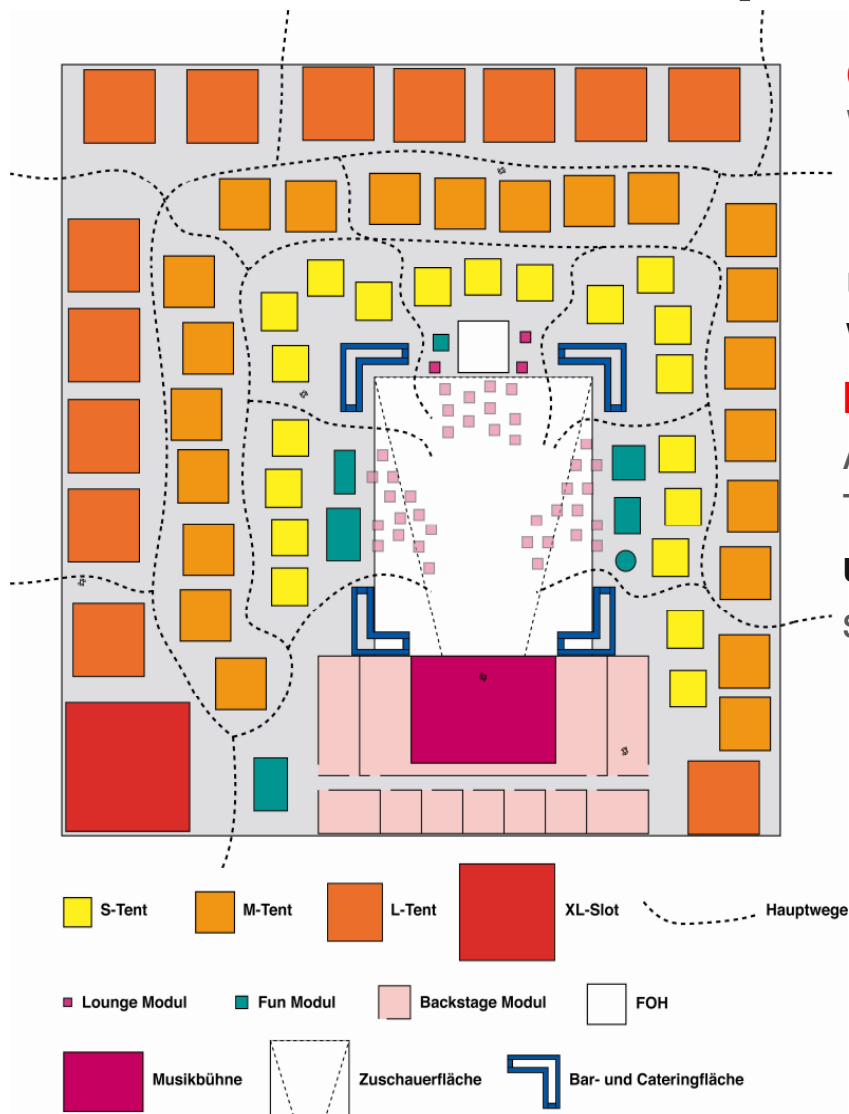 S-Tent
M-Tent
L-Tent
XL-Slot
Hauptwege
Lounge Modul
Fun Modul
Backstage Modul
FOH
Musikbühne
Zuschauerfläche
Bar- und Cateringfläche